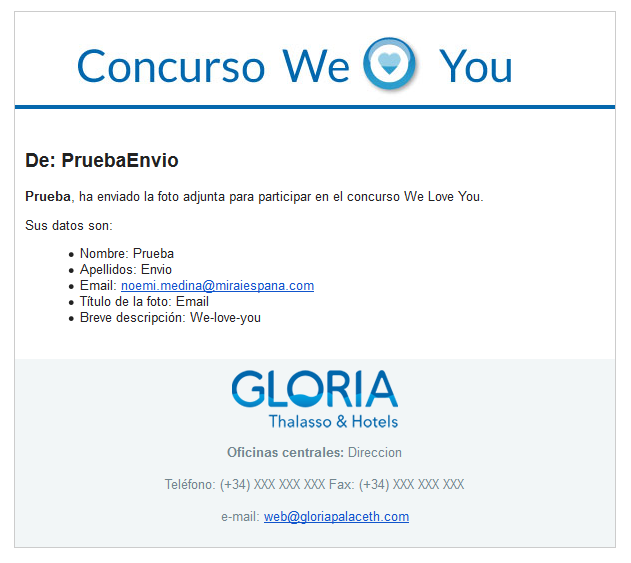 Concurso We You
De: PruebaEnvio
Prueba, ha enviado la foto adjunta para participar en el concurso We Love You.
Sus datos son:
Nombre: Prueba
Apellidos: Envio
Email: noemi.medina@miraiespana.com
Título de la foto: Email
Breve descripción: We-love-you
GLORIA
Thalasso & Hotels
Oficinas centrales: Direccion
Teléfono: (+34) XXX XXX XXX Fax: (+34) XXX XXX XXX
e-mail: web@gloriapalaceth.com